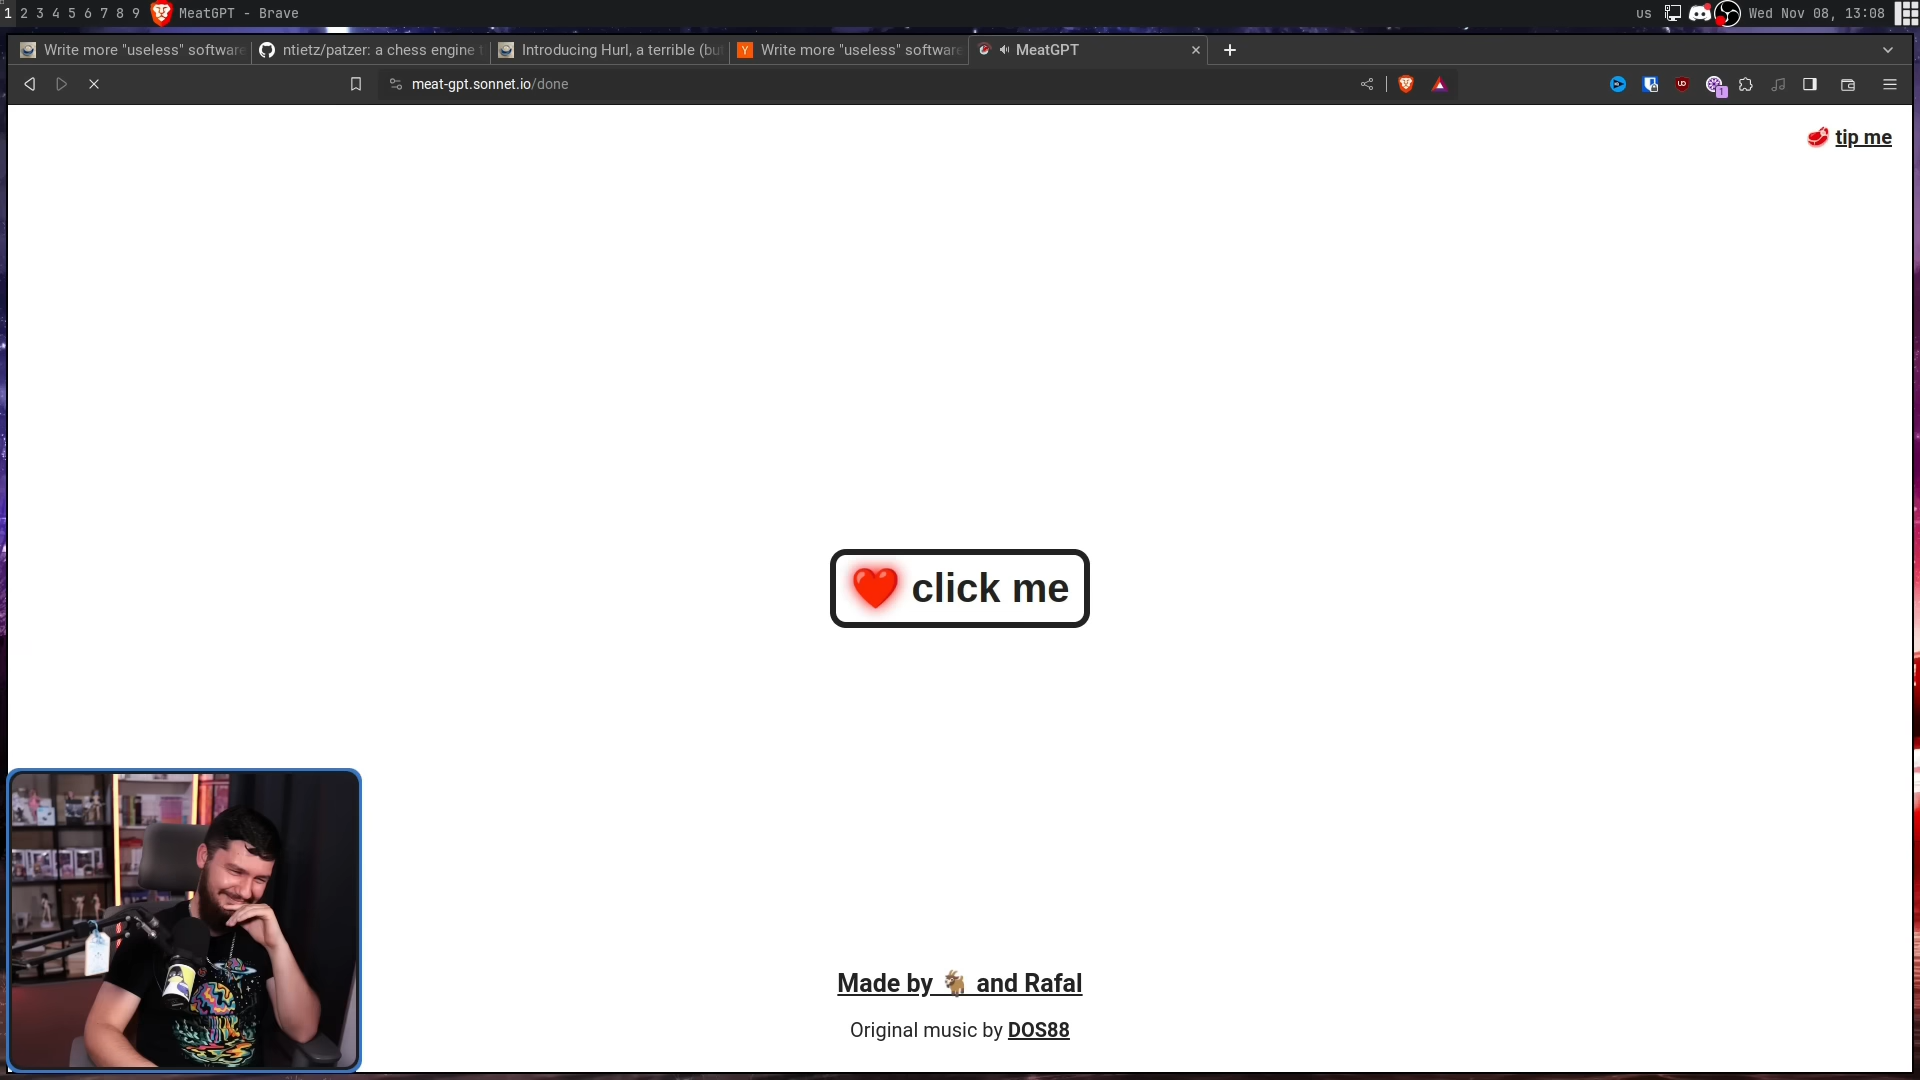 1 2 3 4 5 6 7 8 9 MeatGPT - Brave us Wed Nov 08, 13:08
Write more "useless" software ntietz/patzer: a chess engine Introducing Hurl, a terrible (bu Y Write more "useless" software MeatGPT
meat-gpt.sonnet.io/done
1
tip me
click me
Made by and Rafal
Original music by DOS88